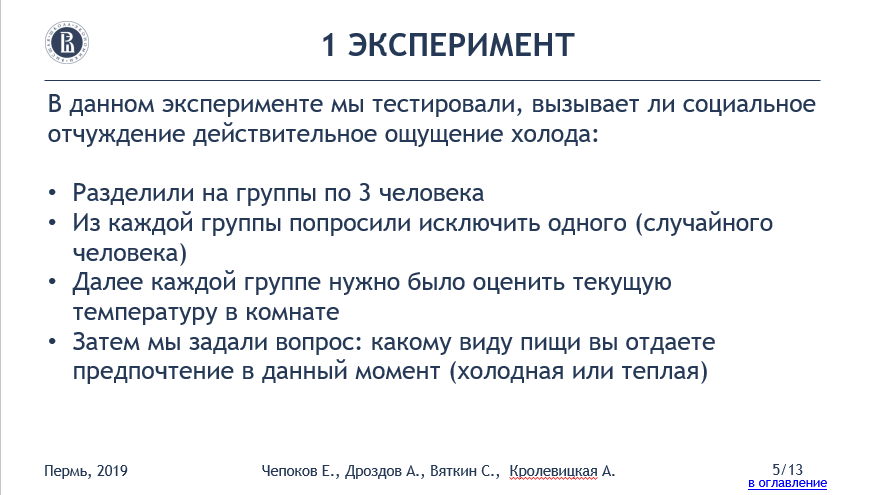 1 ЭКСПЕРИМЕНТ
В данном эксперименте мы тестировали, вызывает ли социальное
отчуждение действительное ощущение холода:
• Разделили на группы по 3 человека
• Из каждой группы попросили исключить одного (случайного
человека)
• Далее каждой группе нужно было оценить текущую
температуру в комнате
• Затем мы задали вопрос: какому виду пищи вы отдаете
предпочтение в данный момент (холодная или теплая)
Пермь, 2019
Чепоков Е., Дроздов А., Вяткин С., Кролевицкая А.
5/13
в оглавление